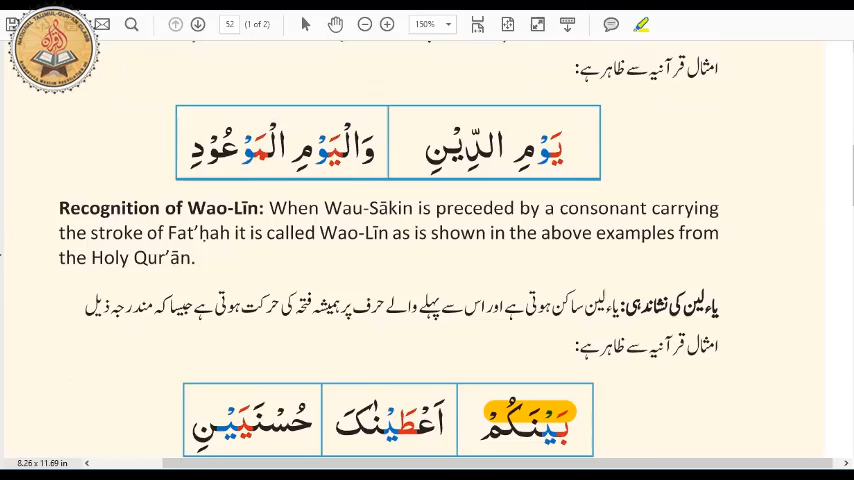 52 (1 of 2) 150%
امثال قرآنیہ سے ظاہر ہے:
يَوْمِ الدِّيْنِ وَالْيَوْمِ الْمَوْعُوْدِ
Recognition of Wao-Līn: When Wau-Sākin is preceded by a consonant carrying
the stroke of Fat’ḥah it is called Wao-Līn as is shown in the above examples from
the Holy Qur’ān.
یاءلین کی نشاندہی: یاءلین ساکن ہوتی ہے اور اس سے پہلے والے حرف پر ہمیشہ فتحہ کی حرکت ہوتی ہے جیسا کہ مندرجہ ذیل
امثال قرآنیہ سے ظاہر ہے:
بَيْنَكُمْ اَعْطَيْنٰكَ حُسْنَيَيْنِ
8.26 x 11.69 in